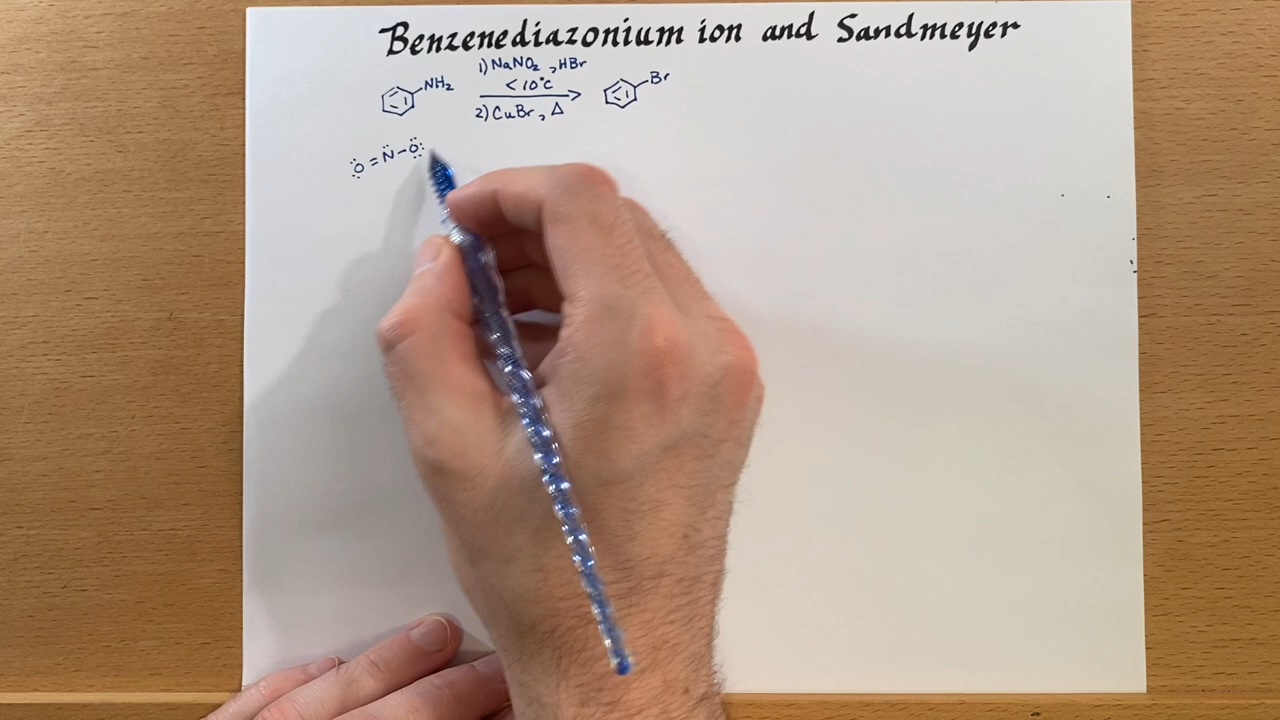 Benzenediazonium ion and Sandmeyer
1) NaNO₂, HBr
NH₂ < 10°C Br
2) CuBr, Δ
O=N-O